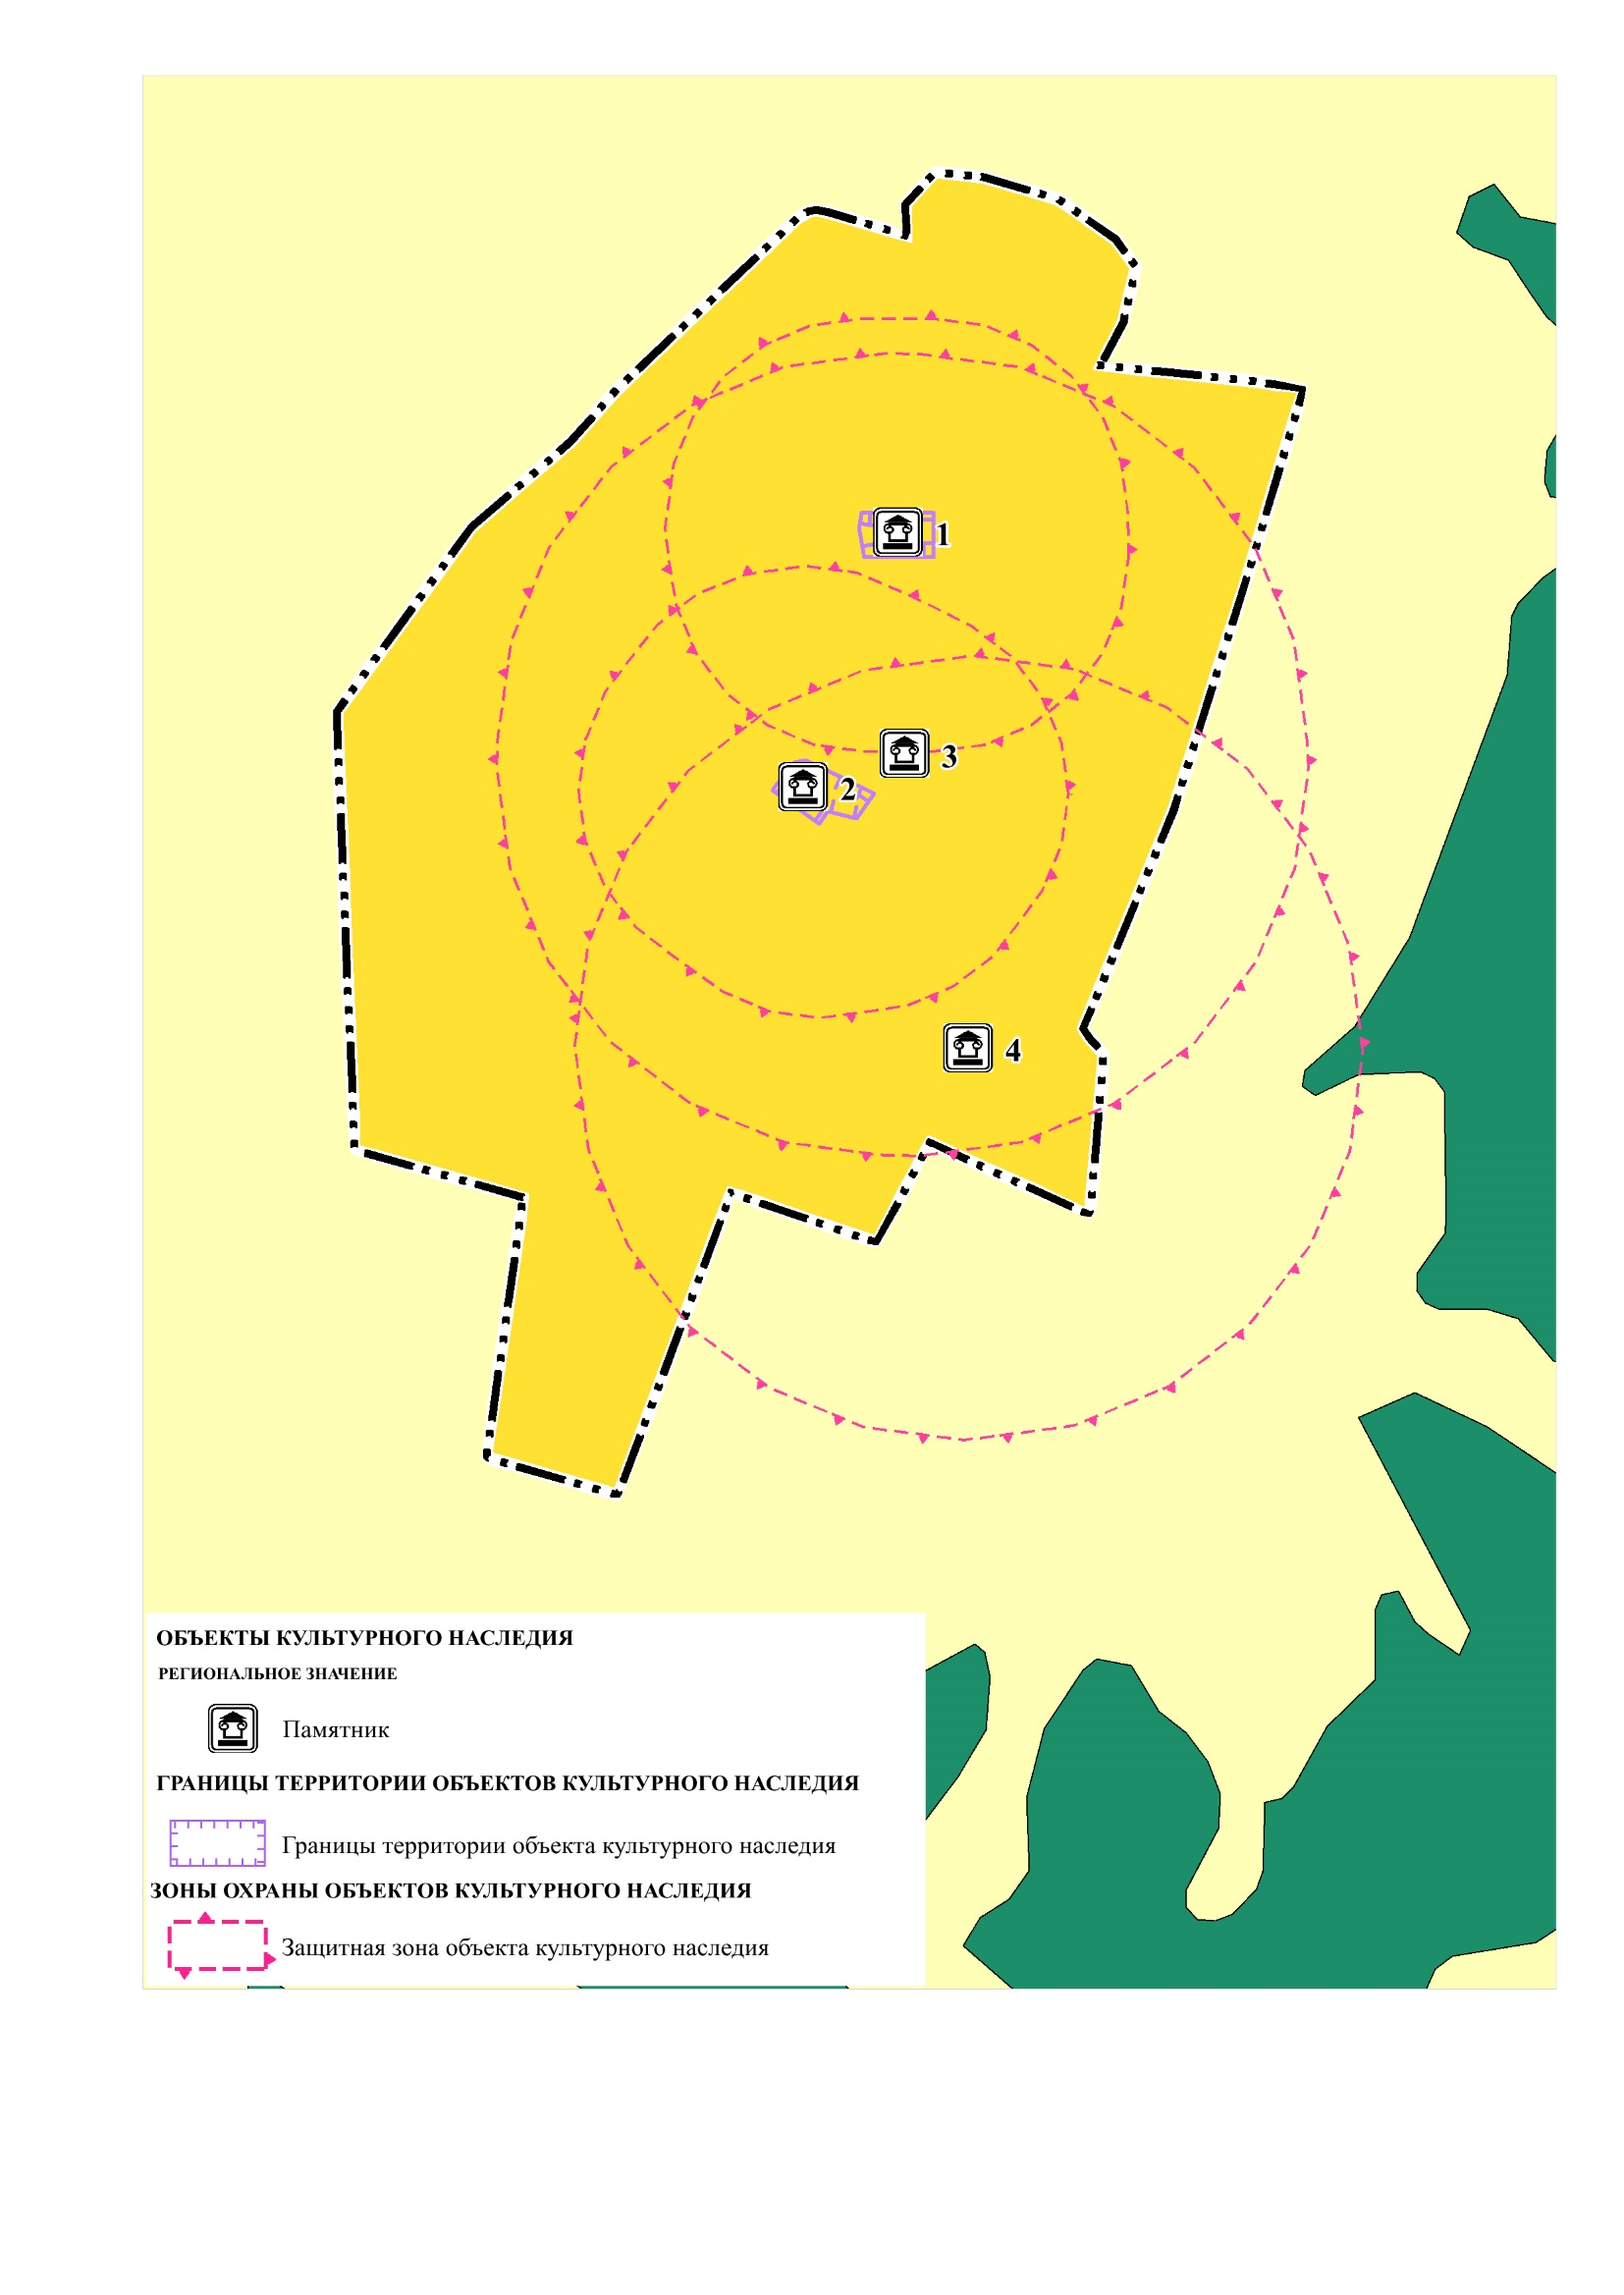 1
3
2
4
ОБЪЕКТЫ КУЛЬТУРНОГО НАСЛЕДИЯ
РЕГИОНАЛЬНОЕ ЗНАЧЕНИЕ
Памятник
ГРАНИЦЫ ТЕРРИТОРИИ ОБЪЕКТОВ КУЛЬТУРНОГО НАСЛЕДИЯ
Границы территории объекта культурного наследия
ЗОНЫ ОХРАНЫ ОБЪЕКТОВ КУЛЬТУРНОГО НАСЛЕДИЯ
Защитная зона объекта культурного наследия